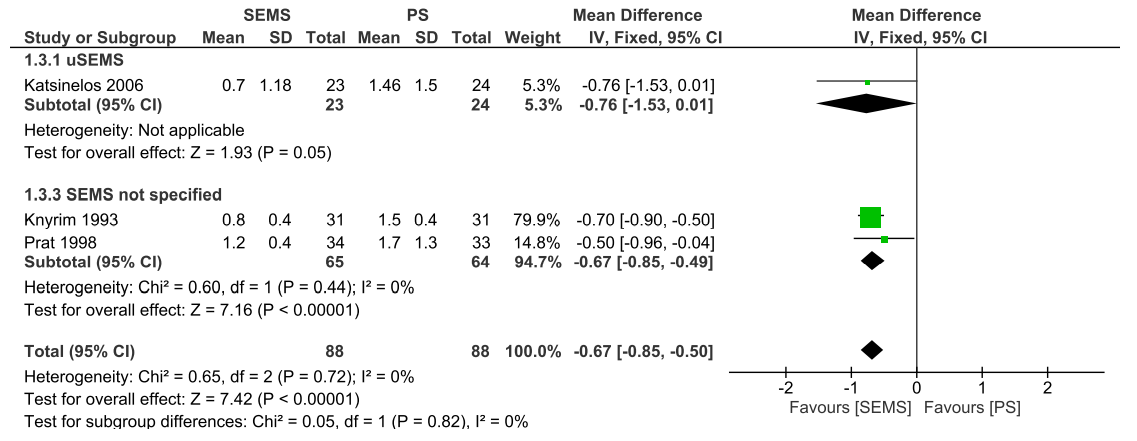 SEMS PS Mean Difference Mean Difference
Study or Subgroup Mean SD Total Mean SD Total Weight IV, Fixed, 95% CI IV, Fixed, 95% CI
1.3.1 uSEMS
Katsinelos 2006 0.7 1.18 23 1.46 1.5 24 5.3% -0.76 [-1.53, 0.01]
Subtotal (95% CI) 23 24 5.3% -0.76 [-1.53, 0.01]
Heterogeneity: Not applicable
Test for overall effect: Z = 1.93 (P = 0.05)
1.3.3 SEMS not specified
Knyrim 1993 0.8 0.4 31 1.5 0.4 31 79.9% -0.70 [-0.90, -0.50]
Prat 1998 1.2 0.4 34 1.7 1.3 33 14.8% -0.50 [-0.96, -0.04]
Subtotal (95% CI) 65 64 94.7% -0.67 [-0.85, -0.49]
Heterogeneity: Chi² = 0.60, df = 1 (P = 0.44); I² = 0%
Test for overall effect: Z = 7.16 (P < 0.00001)
Total (95% CI) 88 88 100.0% -0.67 [-0.85, -0.50]
Heterogeneity: Chi² = 0.65, df = 2 (P = 0.72); I² = 0%
Test for overall effect: Z = 7.42 (P < 0.00001)
Test for subgroup differences: Chi² = 0.05, df = 1 (P = 0.82), I² = 0%
-2 -1 0 1 2
Favours [SEMS] Favours [PS]